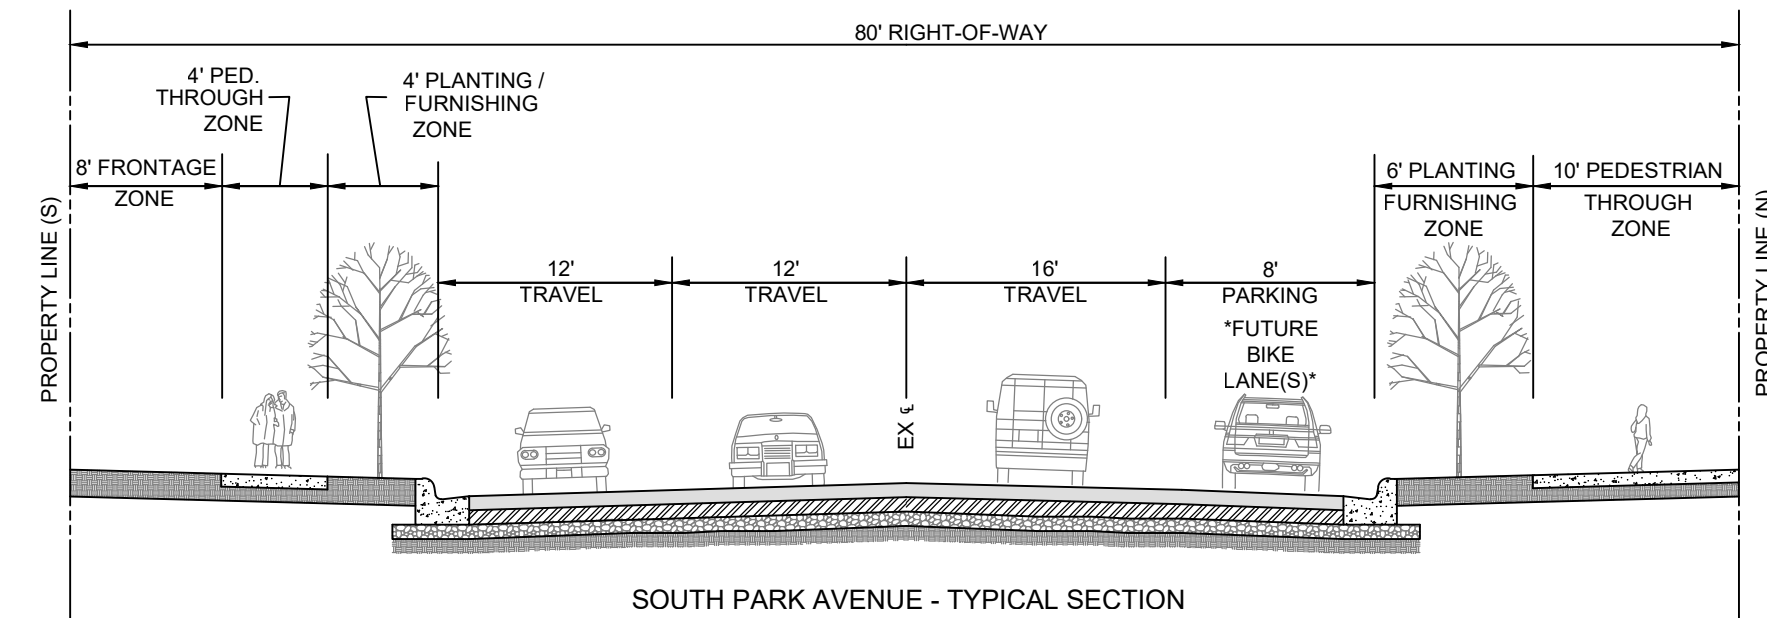 80' RIGHT-OF-WAY
4' PED.
THROUGH
ZONE
4' PLANTING /
FURNISHING
ZONE
8' FRONTAGE
ZONE
6' PLANTING
FURNISHING
ZONE
10' PEDESTRIAN
THROUGH
ZONE
PROPERTY LINE (S)
12'
TRAVEL
12'
TRAVEL
16'
TRAVEL
8'
PARKING
*FUTURE
BIKE
LANE(S)*
EX ℄
PROPERTY LINE (N)
SOUTH PARK AVENUE - TYPICAL SECTION